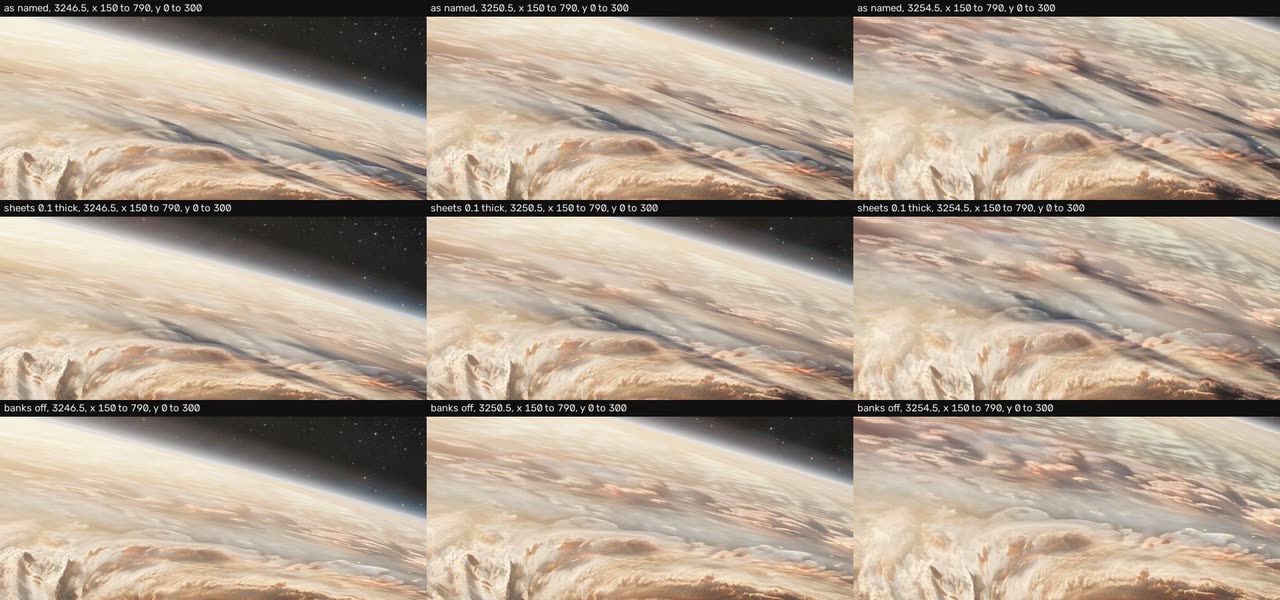 as named, 3246.5, x 150 to 790, y 0 to 300
as named, 3250.5, x 150 to 790, y 0 to 300
as named, 3254.5, x 150 to 790, y 0 to 300
sheets 0.1 thick, 3246.5, x 150 to 790, y 0 to 300
sheets 0.1 thick, 3250.5, x 150 to 790, y 0 to 300
sheets 0.1 thick, 3254.5, x 150 to 790, y 0 to 300
banks off, 3246.5, x 150 to 790, y 0 to 300
banks off, 3250.5, x 150 to 790, y 0 to 300
banks off, 3254.5, x 150 to 790, y 0 to 300